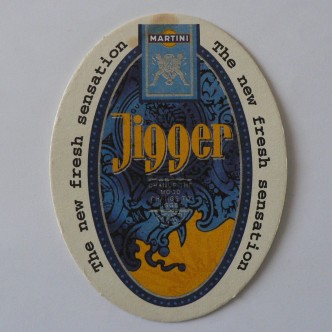 MARTINI
Jigger
The new fresh sensation
The new fresh sensation